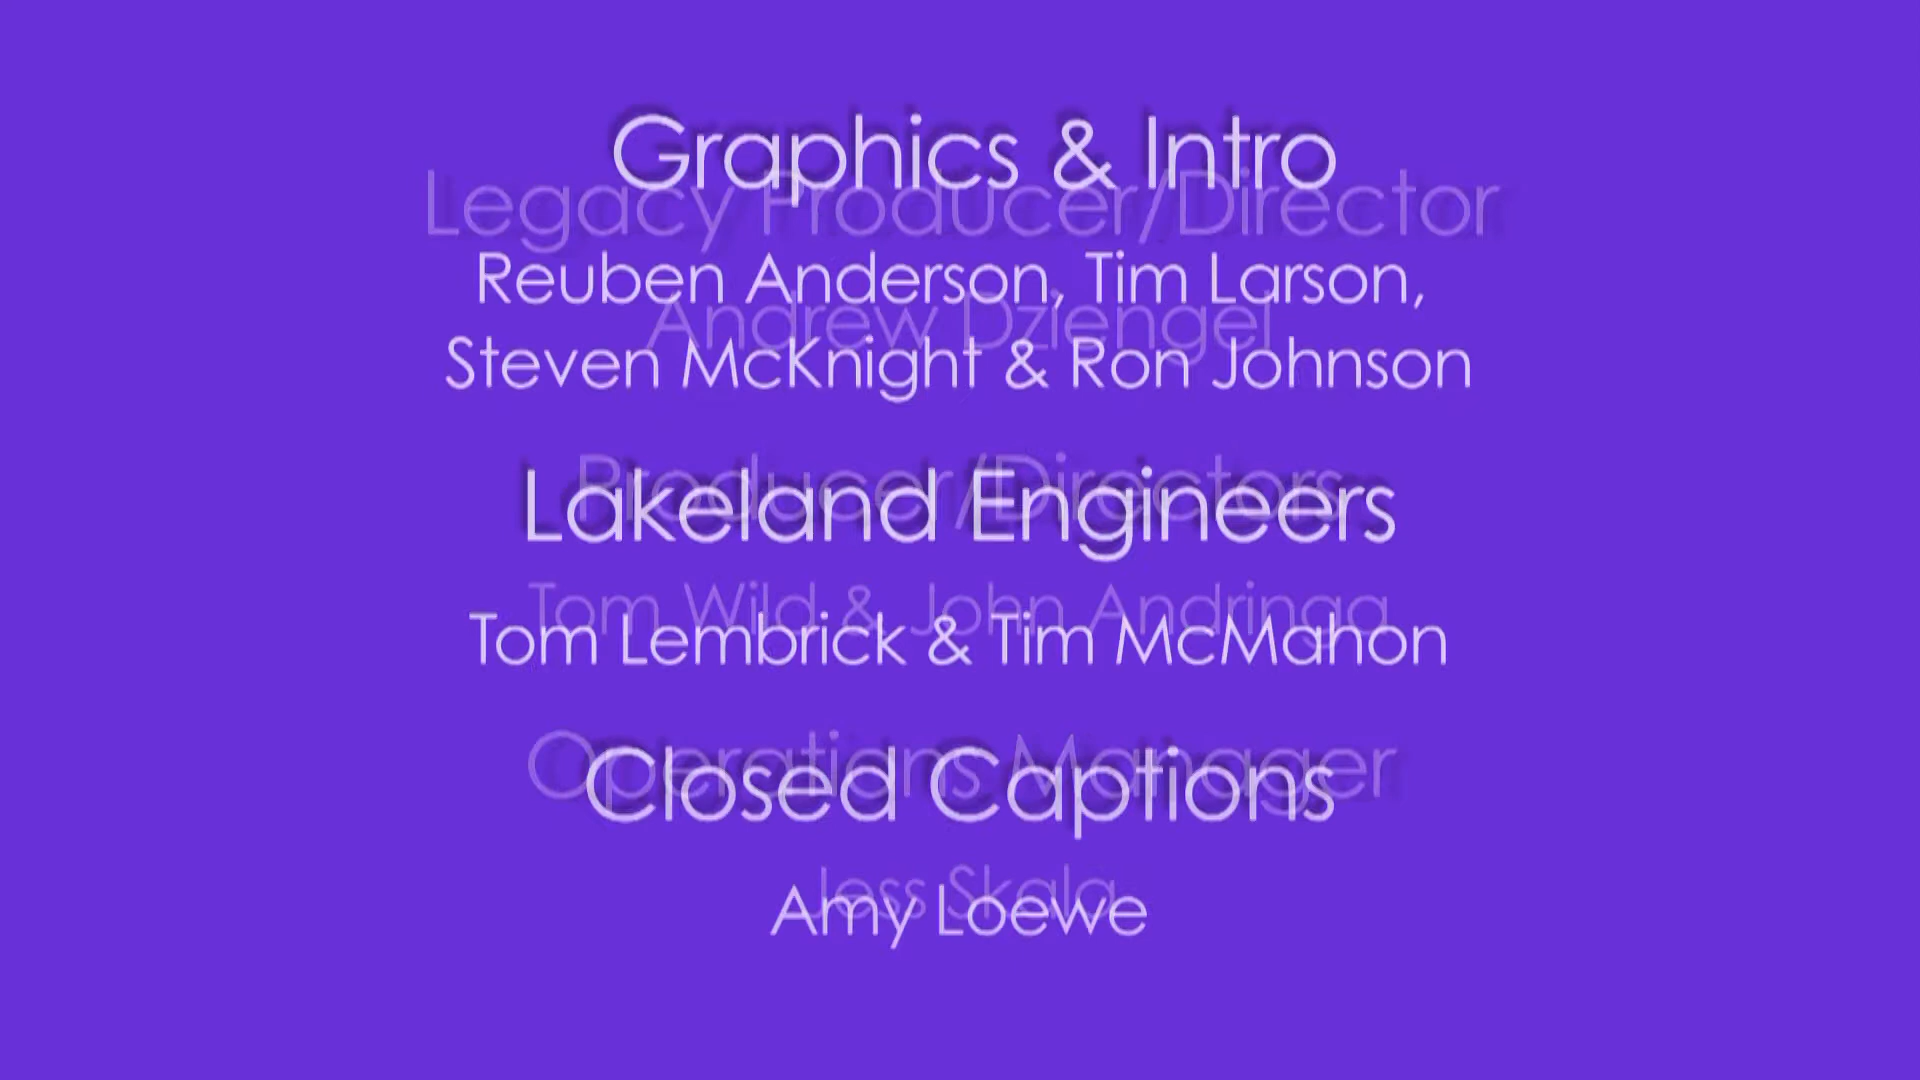 Graphics & Intro
Legacy Producer/Director
Reuben Anderson, Tim Larson,
Andrew Dziengel
Steven McKnight & Ron Johnson
Producer/Directors
Lakeland Engineers
Tom Wild & John Andringa
Tom Lembrick & Tim McMahon
Operations Manager
Closed Captions
Jess Skala
Amy Loewe